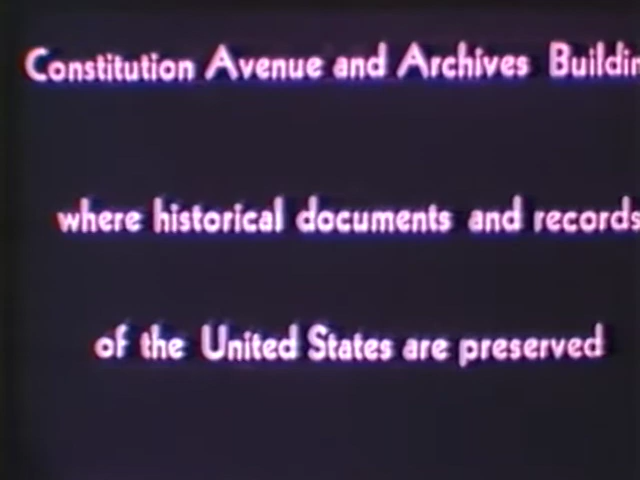 Constitution Avenue and Archives Buildin
where historical documents and records
of the United States are preserved